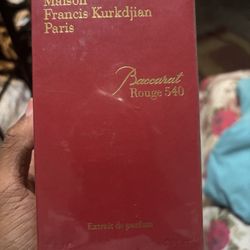 Maison
Francis Kurkdjian
Paris
Baccarat
Rouge 540
Extrait de parfum